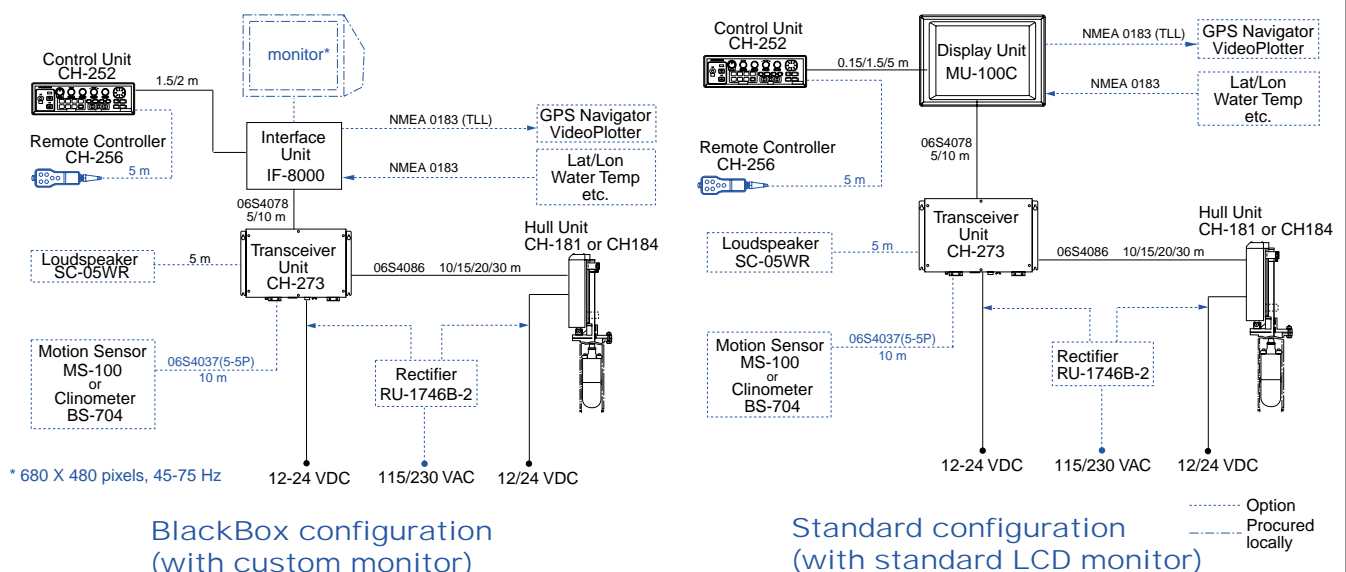 monitor*
Control Unit
CH-252
1.5/2 m
Remote Controller
CH-256
5 m
Interface
Unit
IF-8000
NMEA 0183 (TLL)
GPS Navigator
VideoPlotter
NMEA 0183
Lat/Lon
Water Temp
etc.
06S4078
5/10 m
Transceiver
Unit
CH-273
Loudspeaker
SC-05WR
5 m
06S4086 10/15/20/30 m
Hull Unit
CH-181 or CH184
Motion Sensor
MS-100
or
Clinometer
BS-704
06S4037(5-5P)
10 m
Rectifier
RU-1746B-2
* 680 X 480 pixels, 45-75 Hz
12-24 VDC
115/230 VAC
12/24 VDC
BlackBox configuration
(with custom monitor)
Control Unit
CH-252
0.15/1.5/5 m
Display Unit
MU-100C
NMEA 0183 (TLL)
GPS Navigator
VideoPlotter
NMEA 0183
Lat/Lon
Water Temp
etc.
Remote Controller
CH-256
5 m
06S4078
5/10 m
Transceiver
Unit
CH-273
Loudspeaker
SC-05WR
5 m
06S4086 10/15/20/30 m
Hull Unit
CH-181 or CH184
Motion Sensor
MS-100
or
Clinometer
BS-704
06S4037(5-5P)
10 m
Rectifier
RU-1746B-2
12-24 VDC
115/230 VAC
12/24 VDC
Standard configuration
(with standard LCD monitor)
Option
Procured
locally